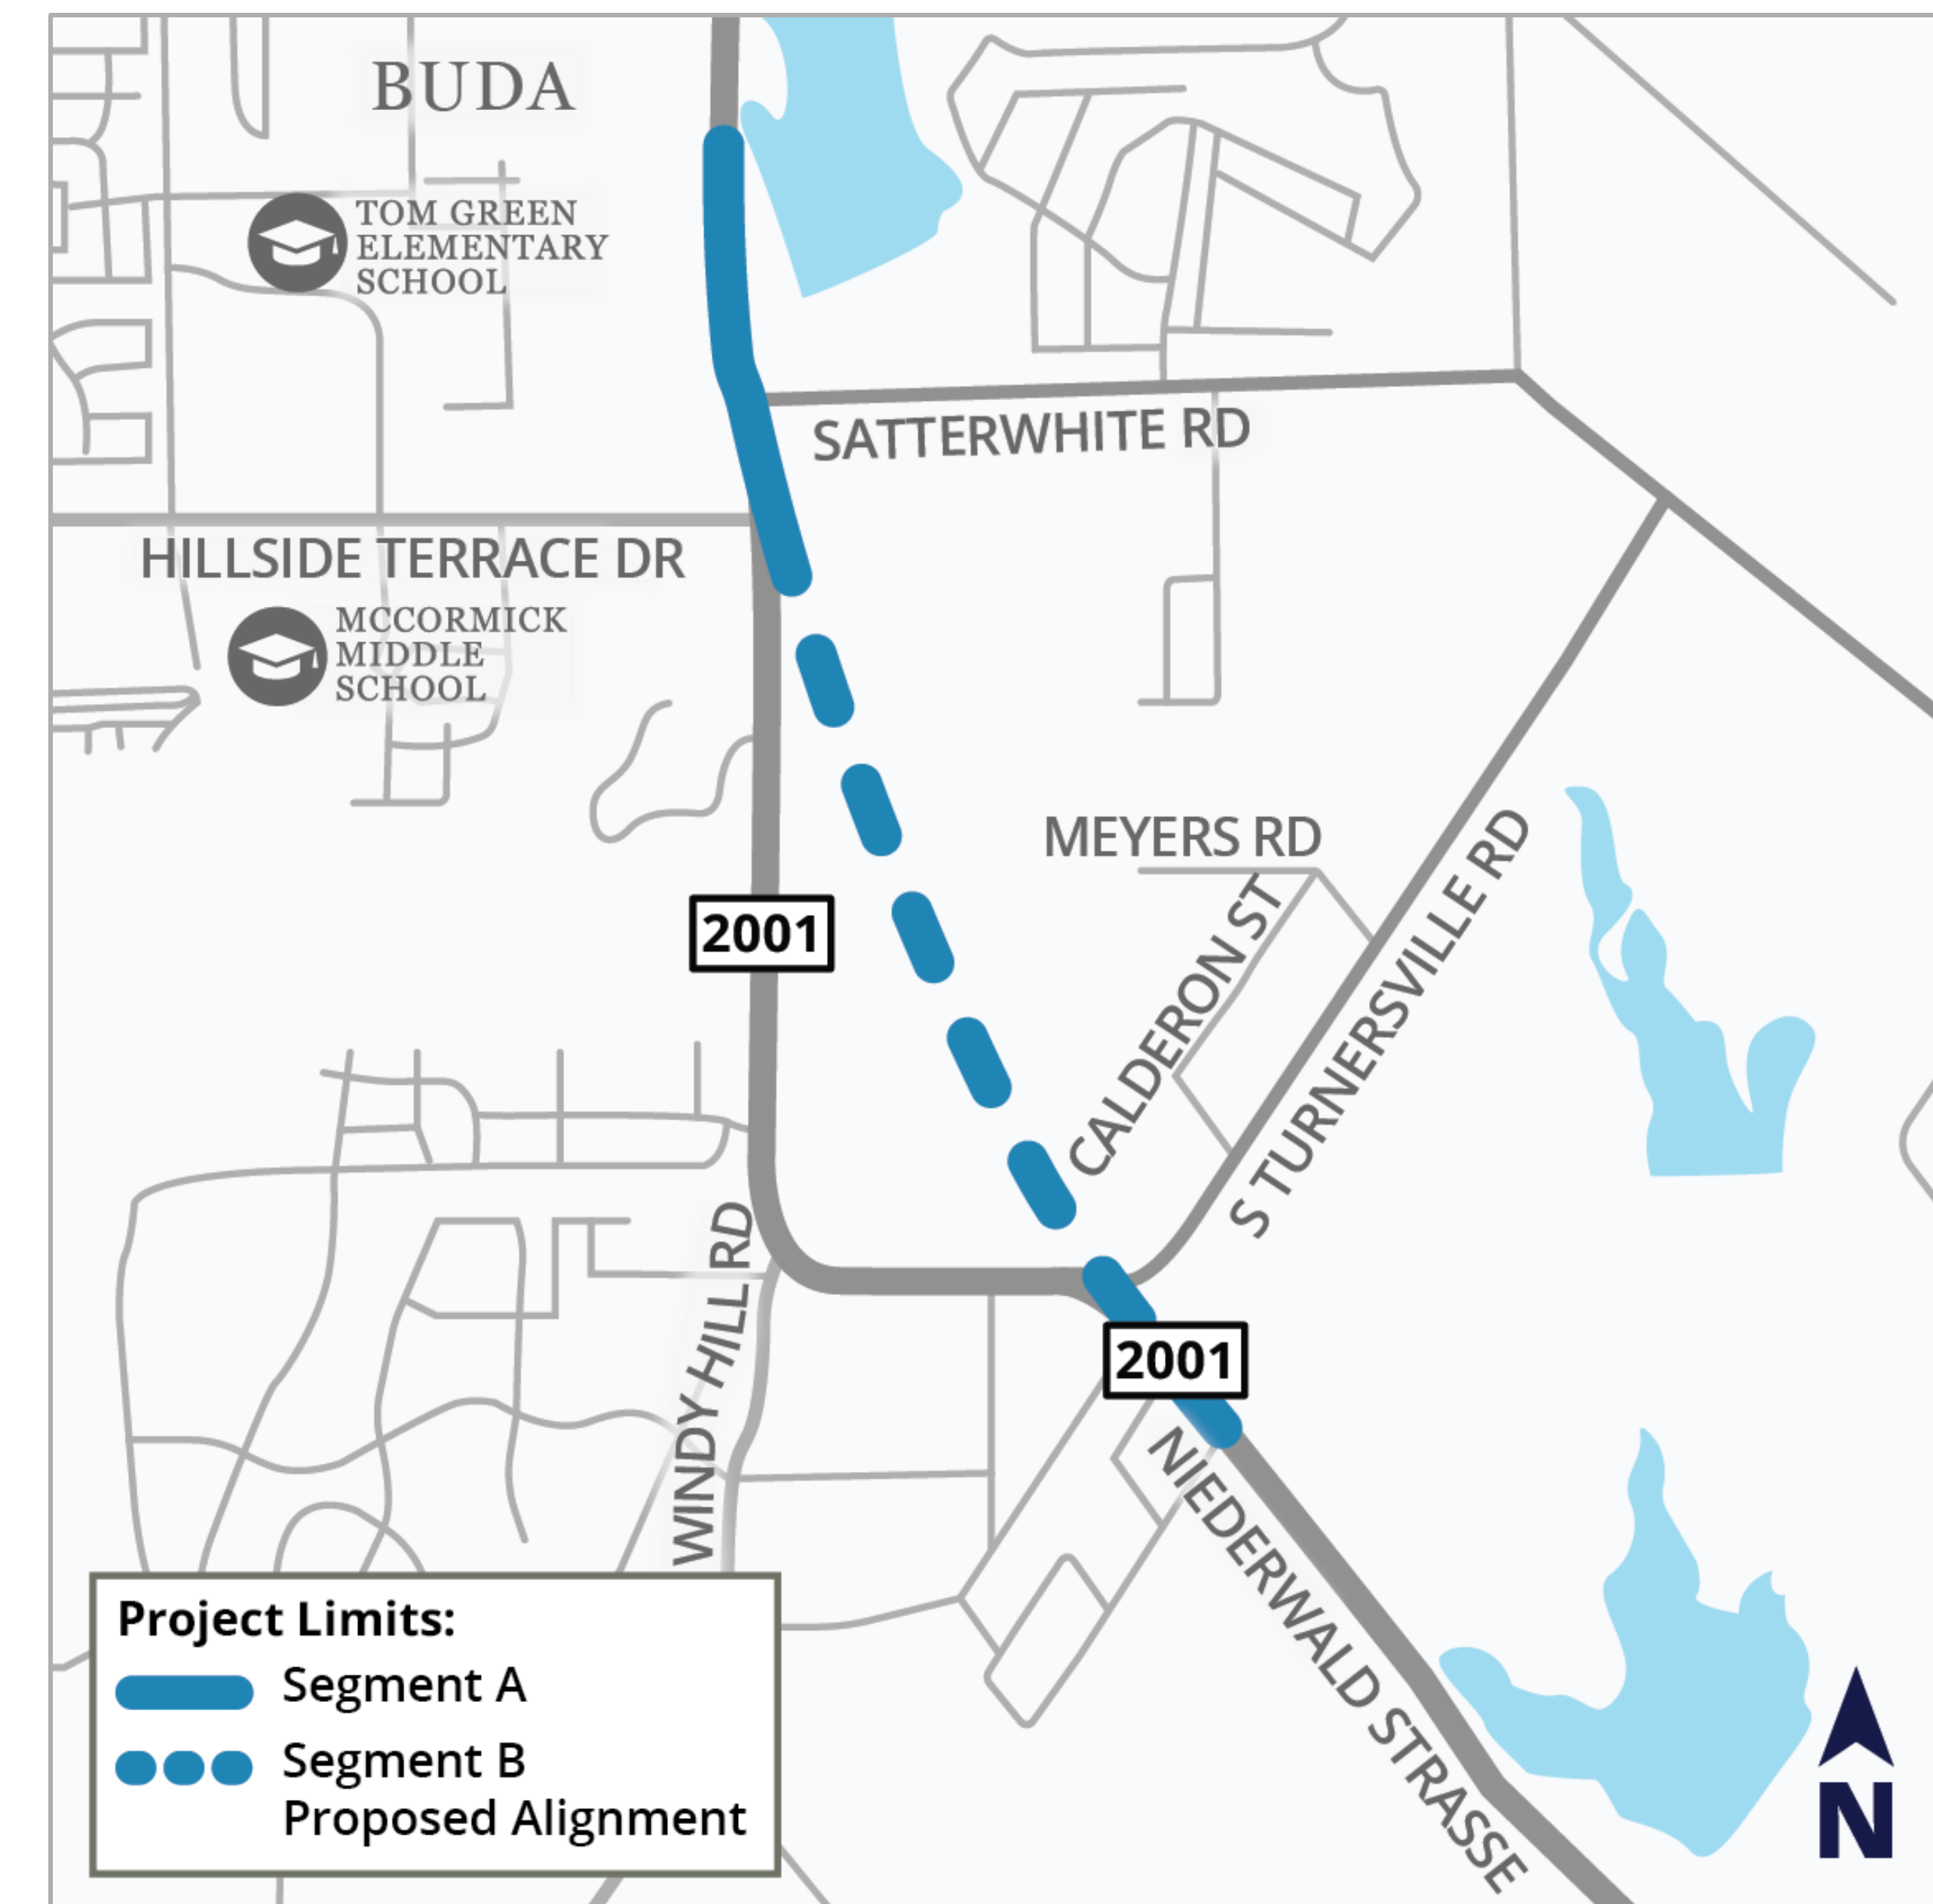 BUDA
TOM GREEN
ELEMENTARY
SCHOOL
SATTERWHITE RD
HILLSIDE TERRACE DR
MCCORMICK
MIDDLE
SCHOOL
MEYERS RD
2001
CALDERON ST
S TURNERSVILLE RD
WINDY HILL RD
2001
NIEDERWALD STRASSE
Project Limits:
Segment A
Segment B
Proposed Alignment
N